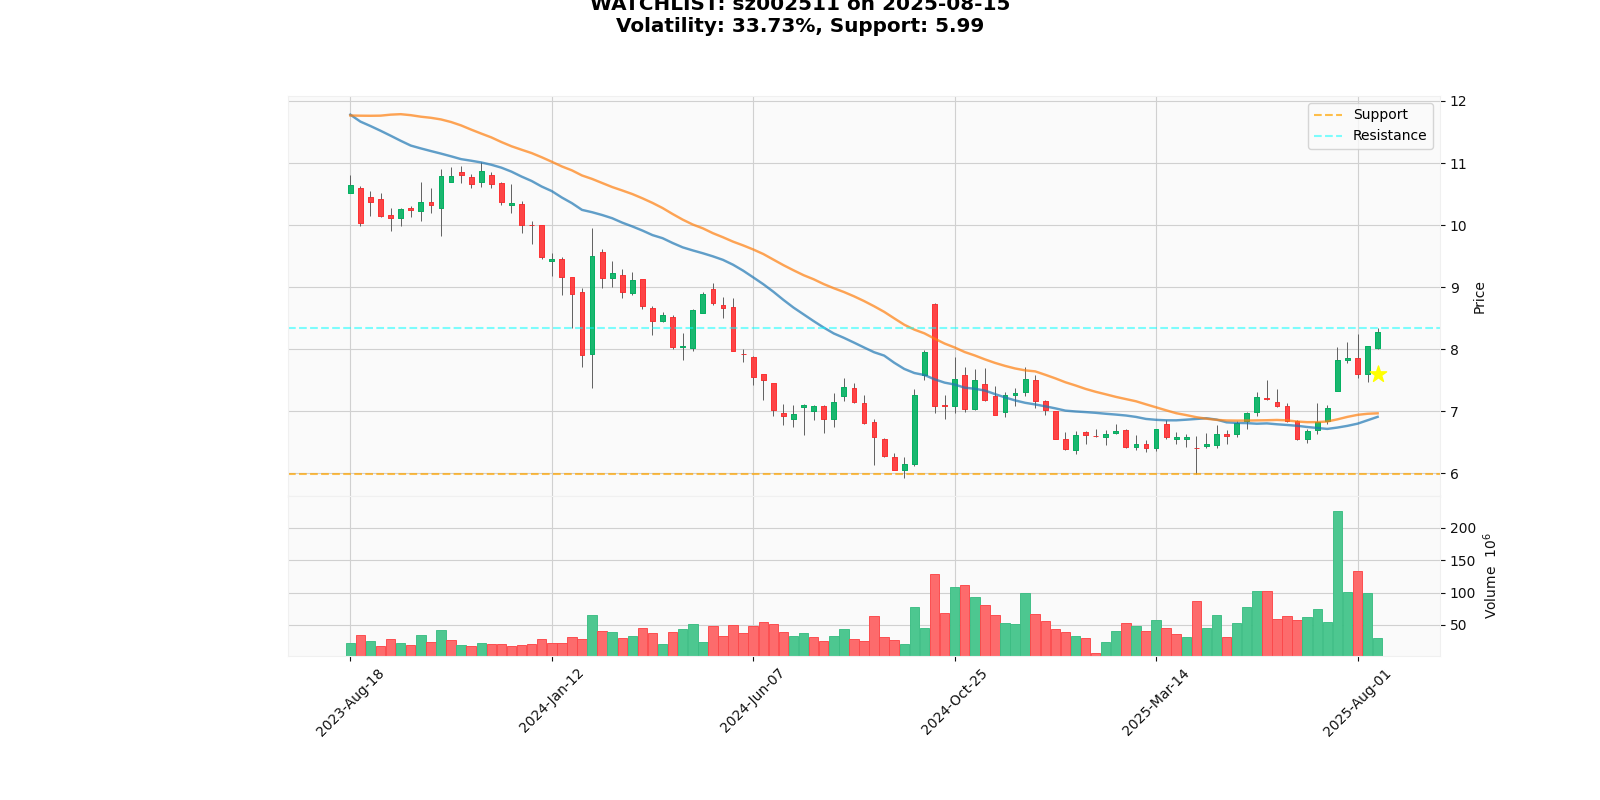 WATCHLIST: sz002511 on 2025-08-15
Volatility: 33.73%, Support: 5.99
Support
Resistance
12
11
10
9
8
7
6
Price
200
150
100
50
Volume 10^6
2023-Aug-18
2024-Jan-12
2024-Jun-07
2024-Oct-25
2025-Mar-14
2025-Aug-01